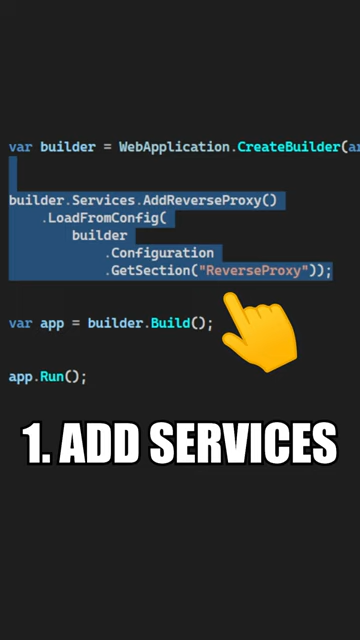 var builder = WebApplication.CreateBuilder(ar
builder.Services.AddReverseProxy()
.LoadFromConfig(
builder
.Configuration
.GetSection("ReverseProxy"));
var app = builder.Build();
app.Run();
1. ADD SERVICES